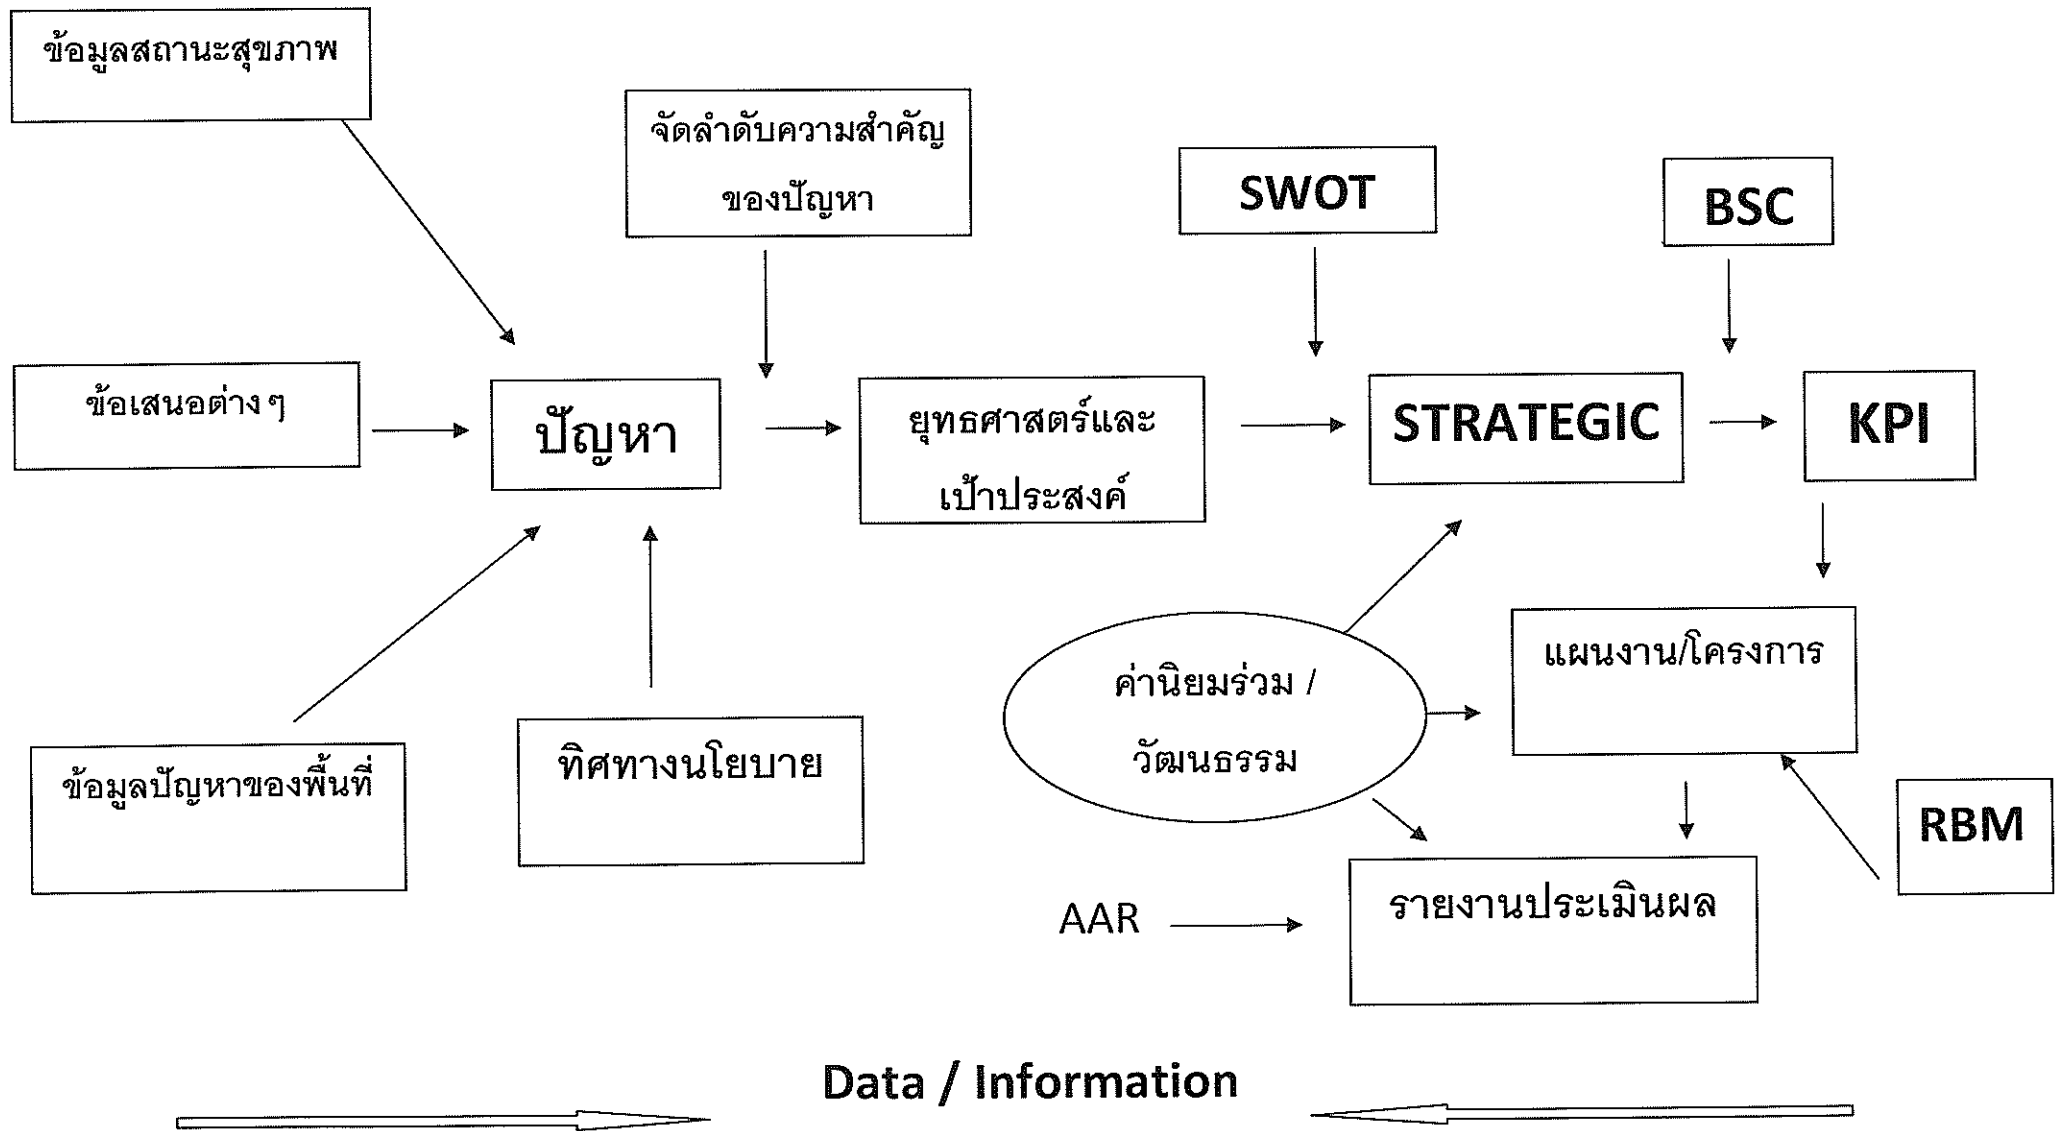 ข้อมูลสถานะสุขภาพ
จัดลำดับความสำคัญ
ของปัญหา
SWOT
BSC
ข้อเสนอต่าง ๆ
ปัญหา
ยุทธศาสตร์และ
เป้าประสงค์
STRATEGIC
KPI
ค่านิยมร่วม /
วัฒนธรรม
แผนงาน/โครงการ
ข้อมูลปัญหาของพื้นที่
ทิศทางนโยบาย
RBM
AAR
รายงานประเมินผล
Data / Information